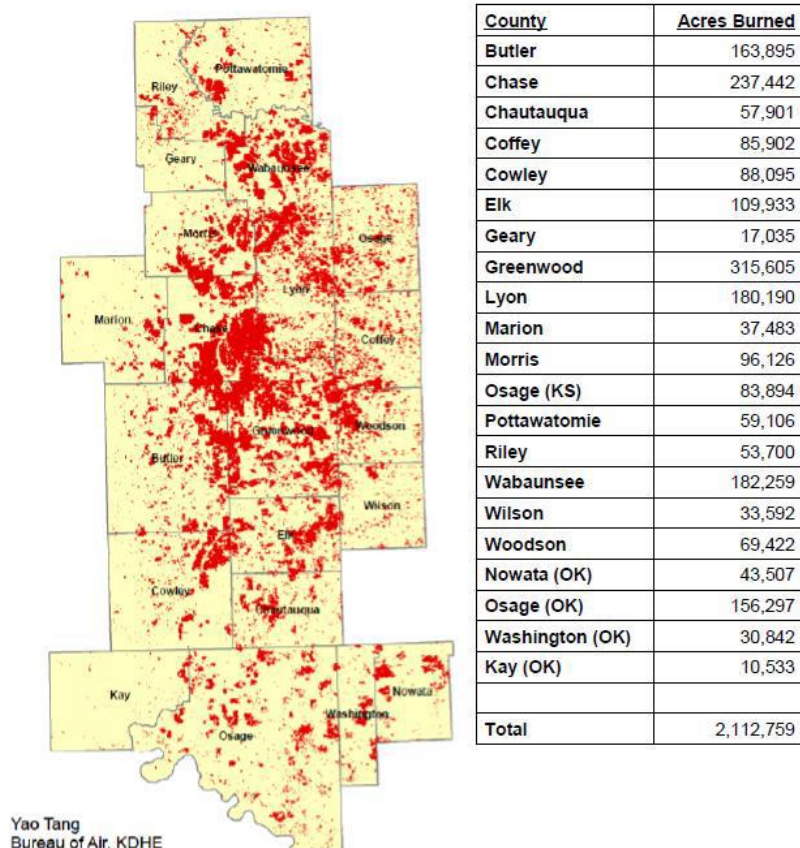 County Acres Burned
Butler 163,895
Chase 237,442
Chautauqua 57,901
Coffey 85,902
Cowley 88,095
Elk 109,933
Geary 17,035
Greenwood 315,605
Lyon 180,190
Marion 37,483
Morris 96,126
Osage (KS) 83,894
Pottawatomie 59,106
Riley 53,700
Wabaunsee 182,259
Wilson 33,592
Woodson 69,422
Nowata (OK) 43,507
Osage (OK) 156,297
Washington (OK) 30,842
Kay (OK) 10,533
Total 2,112,759
Pottawatomie
Riley
Geary
Wabaunsee
Morris
Osage
Lyon
Marion
Chase
Coffey
Greenwood
Woodson
Butler
Wilson
Elk
Cowley
Chautauqua
Kay
Nowata
Washington
Osage
Yao Tang
Bureau of Air, KDHE